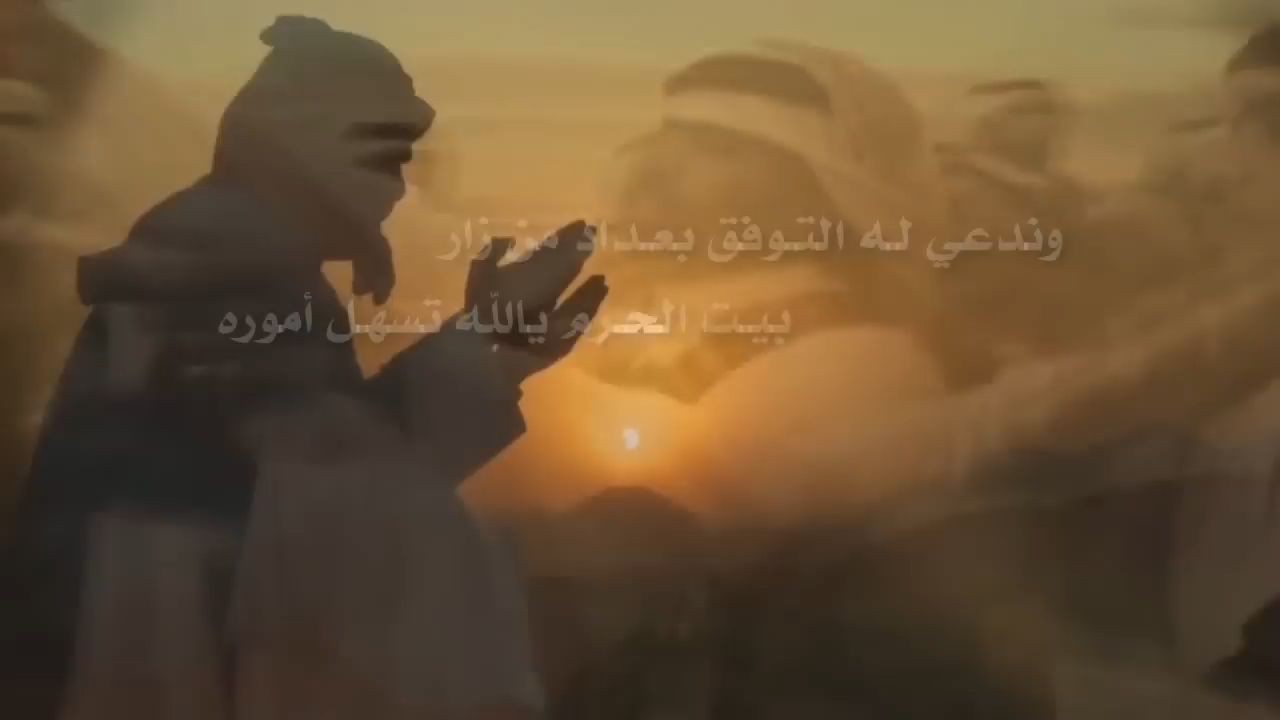 وندعي له التوفق بعداد من زار
بيت الحرم يالله تسهل أموره